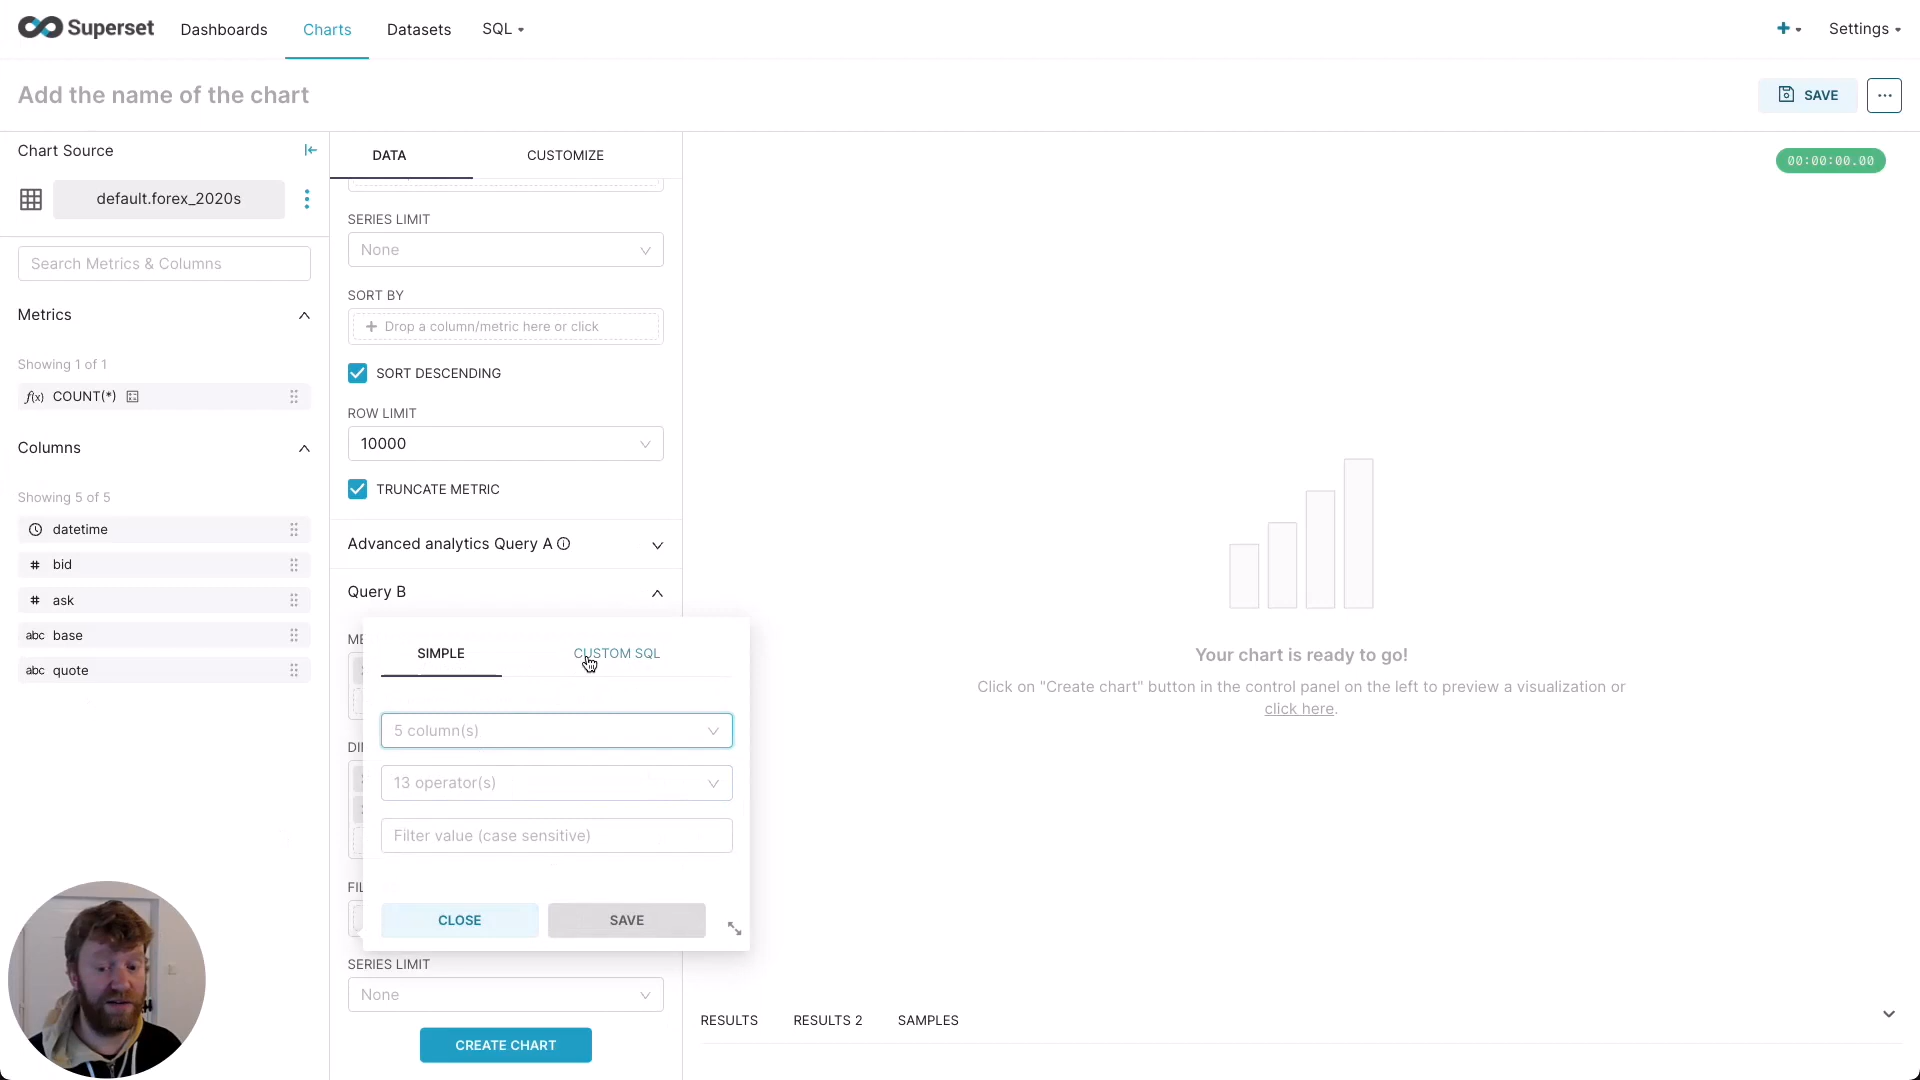 Superset
Dashboards
Charts
Datasets
SQL
Settings
Add the name of the chart
SAVE
Chart Source
default.forex_2020s
Search Metrics & Columns
Metrics
Showing 1 of 1
f(x) COUNT(*)
Columns
Showing 5 of 5
datetime
# bid
# ask
abc base
abc quote
DATA
CUSTOMIZE
SERIES LIMIT
None
SORT BY
+ Drop a column/metric here or click
SORT DESCENDING
ROW LIMIT
10000
TRUNCATE METRIC
Advanced analytics Query A
Query B
ME
SIMPLE
CUSTOM SQL
5 column(s)
DI
13 operator(s)
Filter value (case sensitive)
FIL
CLOSE
SAVE
SERIES LIMIT
None
CREATE CHART
00:00:00.00
Your chart is ready to go!
Click on "Create chart" button in the control panel on the left to preview a visualization or
click here.
RESULTS
RESULTS 2
SAMPLES